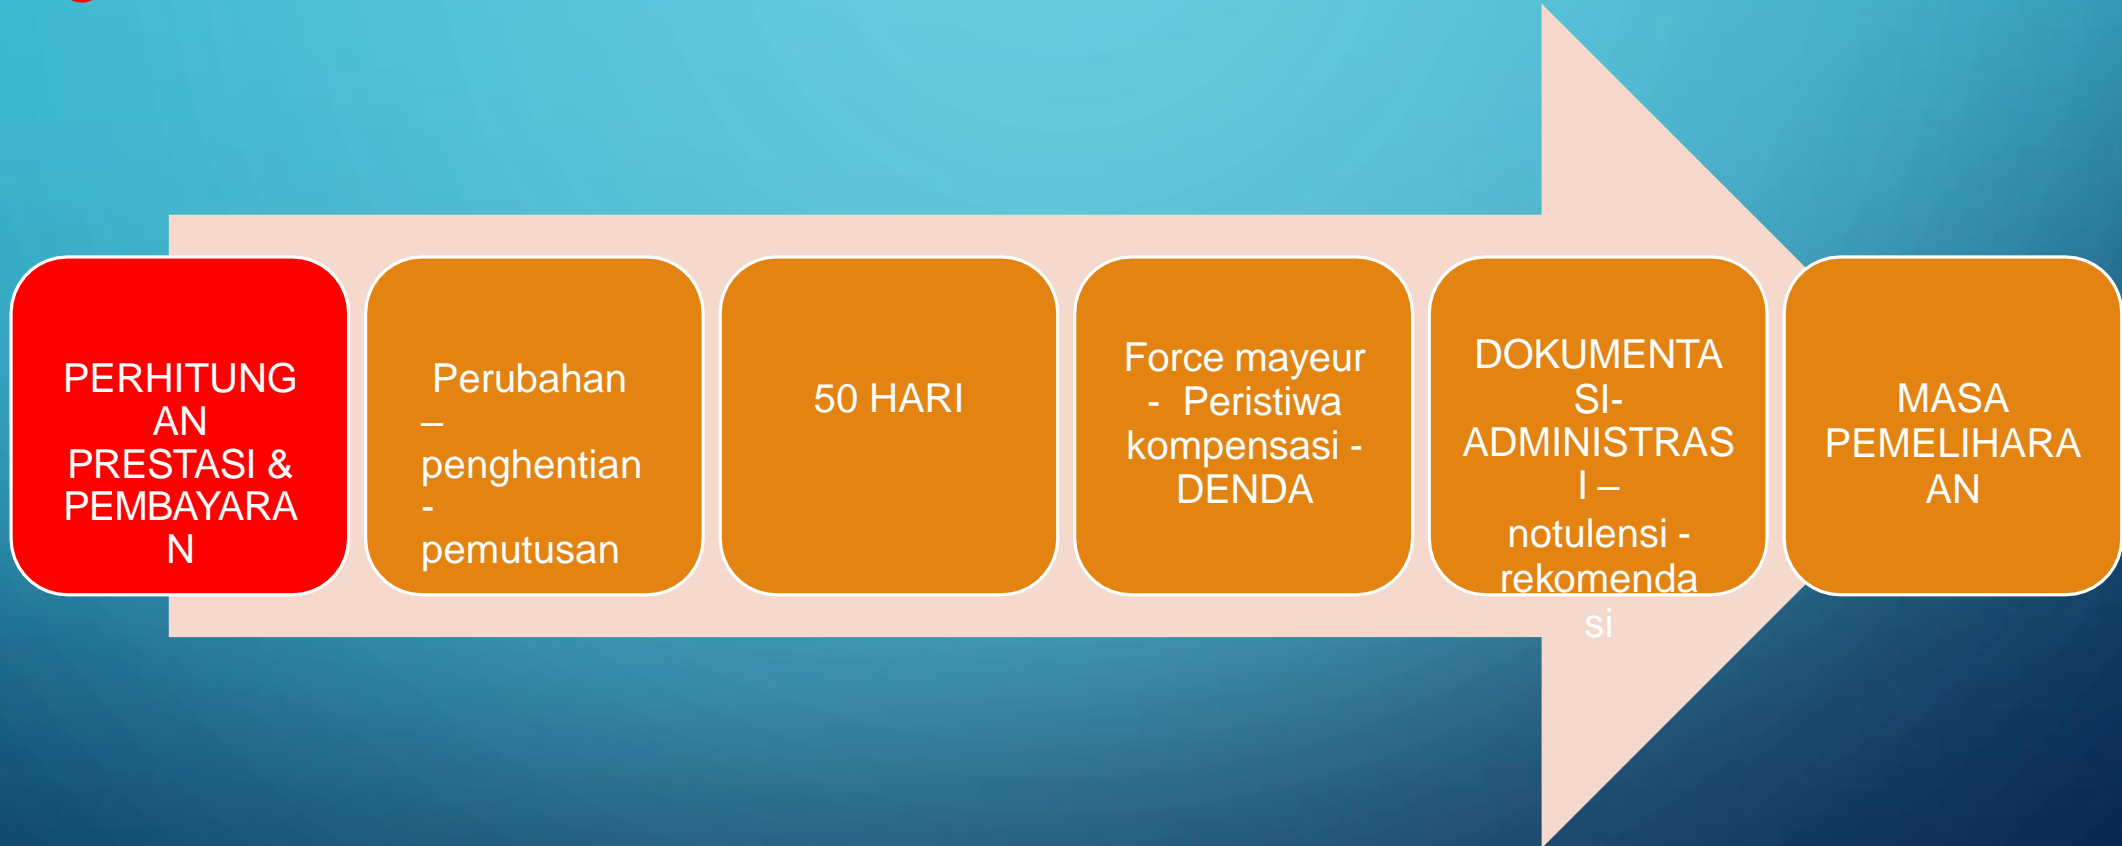 PERHITUNG
AN
PRESTASI &
PEMBAYARA
N
Perubahan
–
penghentian
-
pemutusan
50 HARI
Force mayeur
- Peristiwa
kompensasi -
DENDA
DOKUMENTA
SI-
ADMINISTRAS
I –
notulensi -
rekomenda
si
MASA
PEMELIHARA
AN